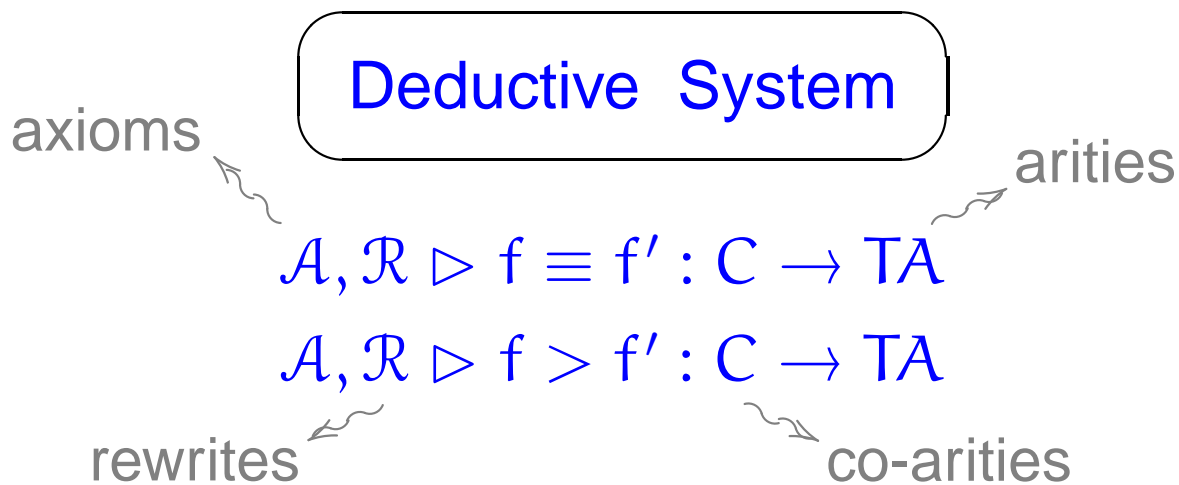 Deductive System
axioms
arities
𝒜, ℛ ▷ f ≡ f′ : C → TA
𝒜, ℛ ▷ f > f′ : C → TA
rewrites
co-arities